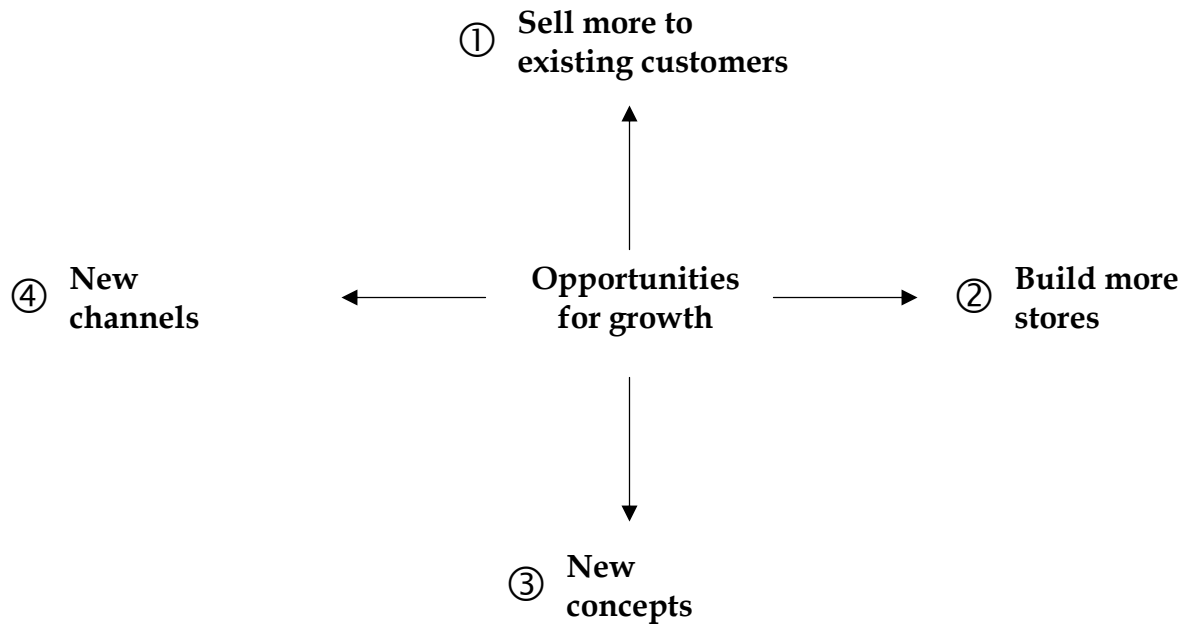 ① Sell more to
existing customers
④ New
channels
Opportunities
for growth
② Build more
stores
③ New
concepts